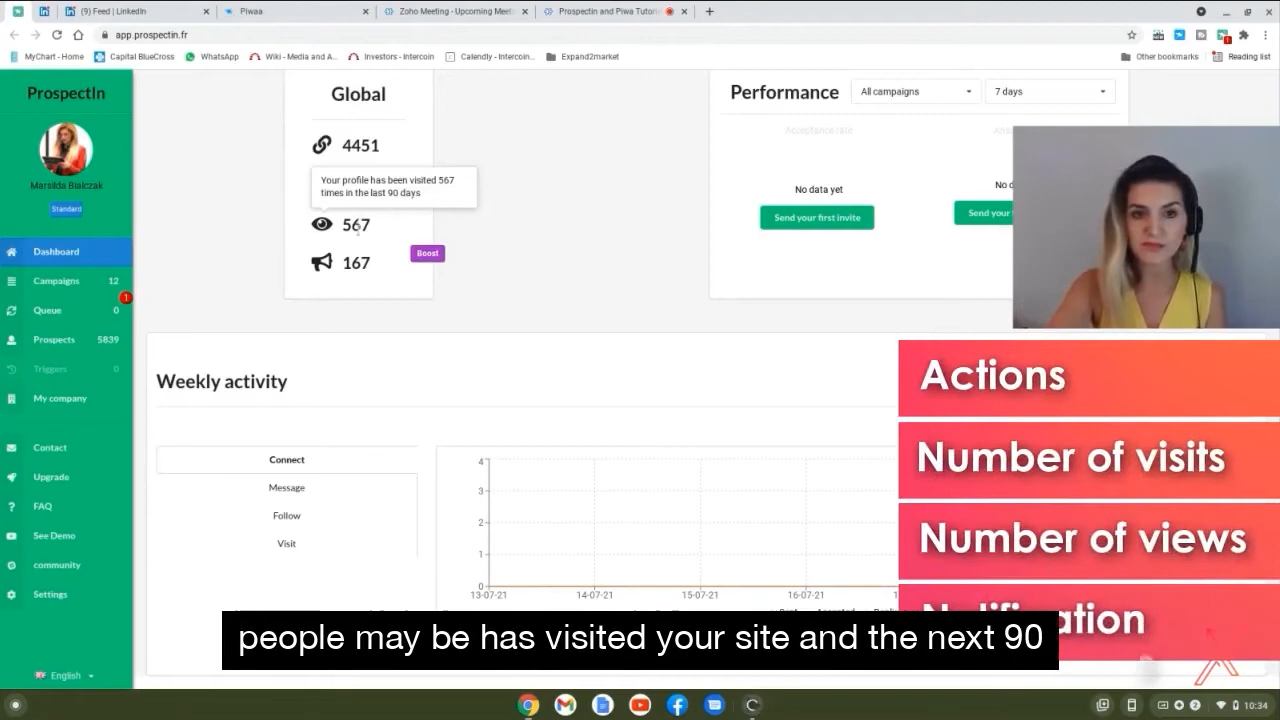 (9) Feed | LinkedIn
Piwaa
Zoho Meeting - Upcoming Meet
Prospectin and Piwa Tutori
app.prospectin.fr
MyChart - Home
Capital BlueCross
WhatsApp
Wiki - Media and A...
Investors - Intercoin
Calendly - Intercoin...
Expand2market
Other bookmarks
Reading list
ProspectIn
Marsilda Bialczak
Standard
Dashboard
Campaigns 12
1
Queue 0
Prospects 5839
Triggers 0
My company
Contact
Upgrade
FAQ
See Demo
community
Settings
English
Global
4451
Your profile has been visited 567
times in the last 90 days
567
167
Boost
Performance
All campaigns
7 days
Acceptance rate
No data yet
No d
Send your first invite
Send your
Weekly activity
Connect
Message
Follow
Visit
4
3
2
1
0
13-07-21
14-07-21
15-07-21
16-07-21
Actions
Number of visits
Number of views
people may be has visited your site and the next 90
10:34